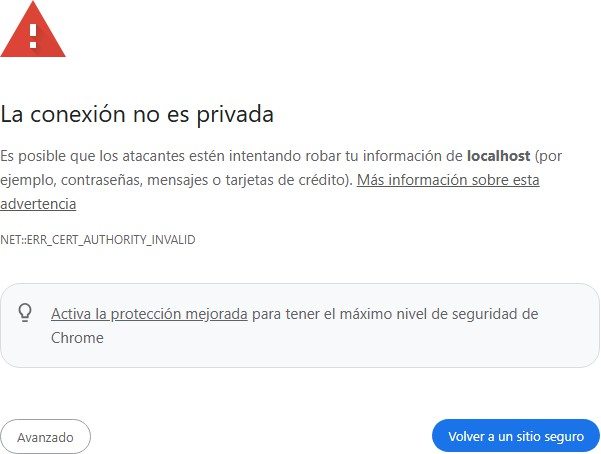 La conexión no es privada
Es posible que los atacantes estén intentando robar tu información de localhost (por
ejemplo, contraseñas, mensajes o tarjetas de crédito). Más información sobre esta
advertencia
NET::ERR_CERT_AUTHORITY_INVALID
Activa la protección mejorada para tener el máximo nivel de seguridad de
Chrome
Avanzado
Volver a un sitio seguro